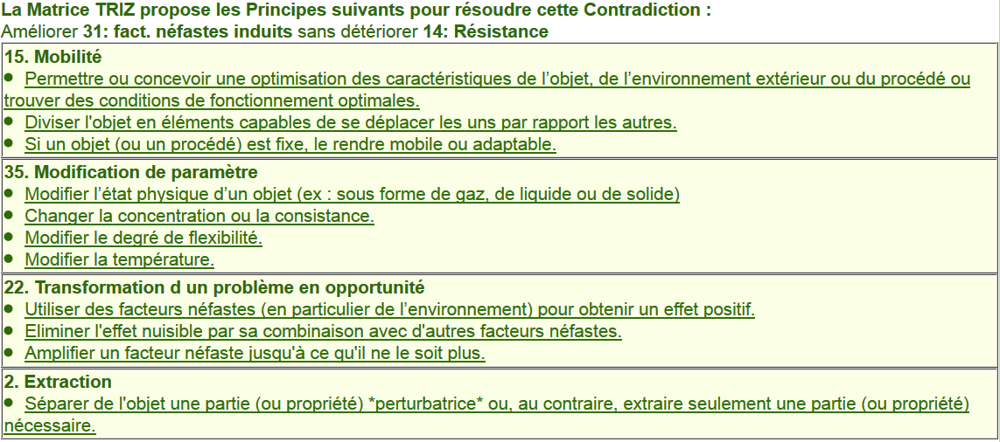 La Matrice TRIZ propose les Principes suivants pour résoudre cette Contradiction :
Améliorer 31: fact. néfastes induits sans détériorer 14: Résistance
15. Mobilité
● Permettre ou concevoir une optimisation des caractéristiques de l’objet, de l’environnement extérieur ou du procédé ou
trouver des conditions de fonctionnement optimales.
● Diviser l'objet en éléments capables de se déplacer les uns par rapport les autres.
● Si un objet (ou un procédé) est fixe, le rendre mobile ou adaptable.
35. Modification de paramètre
● Modifier l’état physique d’un objet (ex : sous forme de gaz, de liquide ou de solide)
● Changer la concentration ou la consistance.
● Modifier le degré de flexibilité.
● Modifier la température.
22. Transformation d un problème en opportunité
● Utiliser des facteurs néfastes (en particulier de l’environnement) pour obtenir un effet positif.
● Eliminer l'effet nuisible par sa combinaison avec d'autres facteurs néfastes.
● Amplifier un facteur néfaste jusqu'à ce qu'il ne le soit plus.
2. Extraction
● Séparer de l'objet une partie (ou propriété) *perturbatrice* ou, au contraire, extraire seulement une partie (ou propriété)
nécessaire.